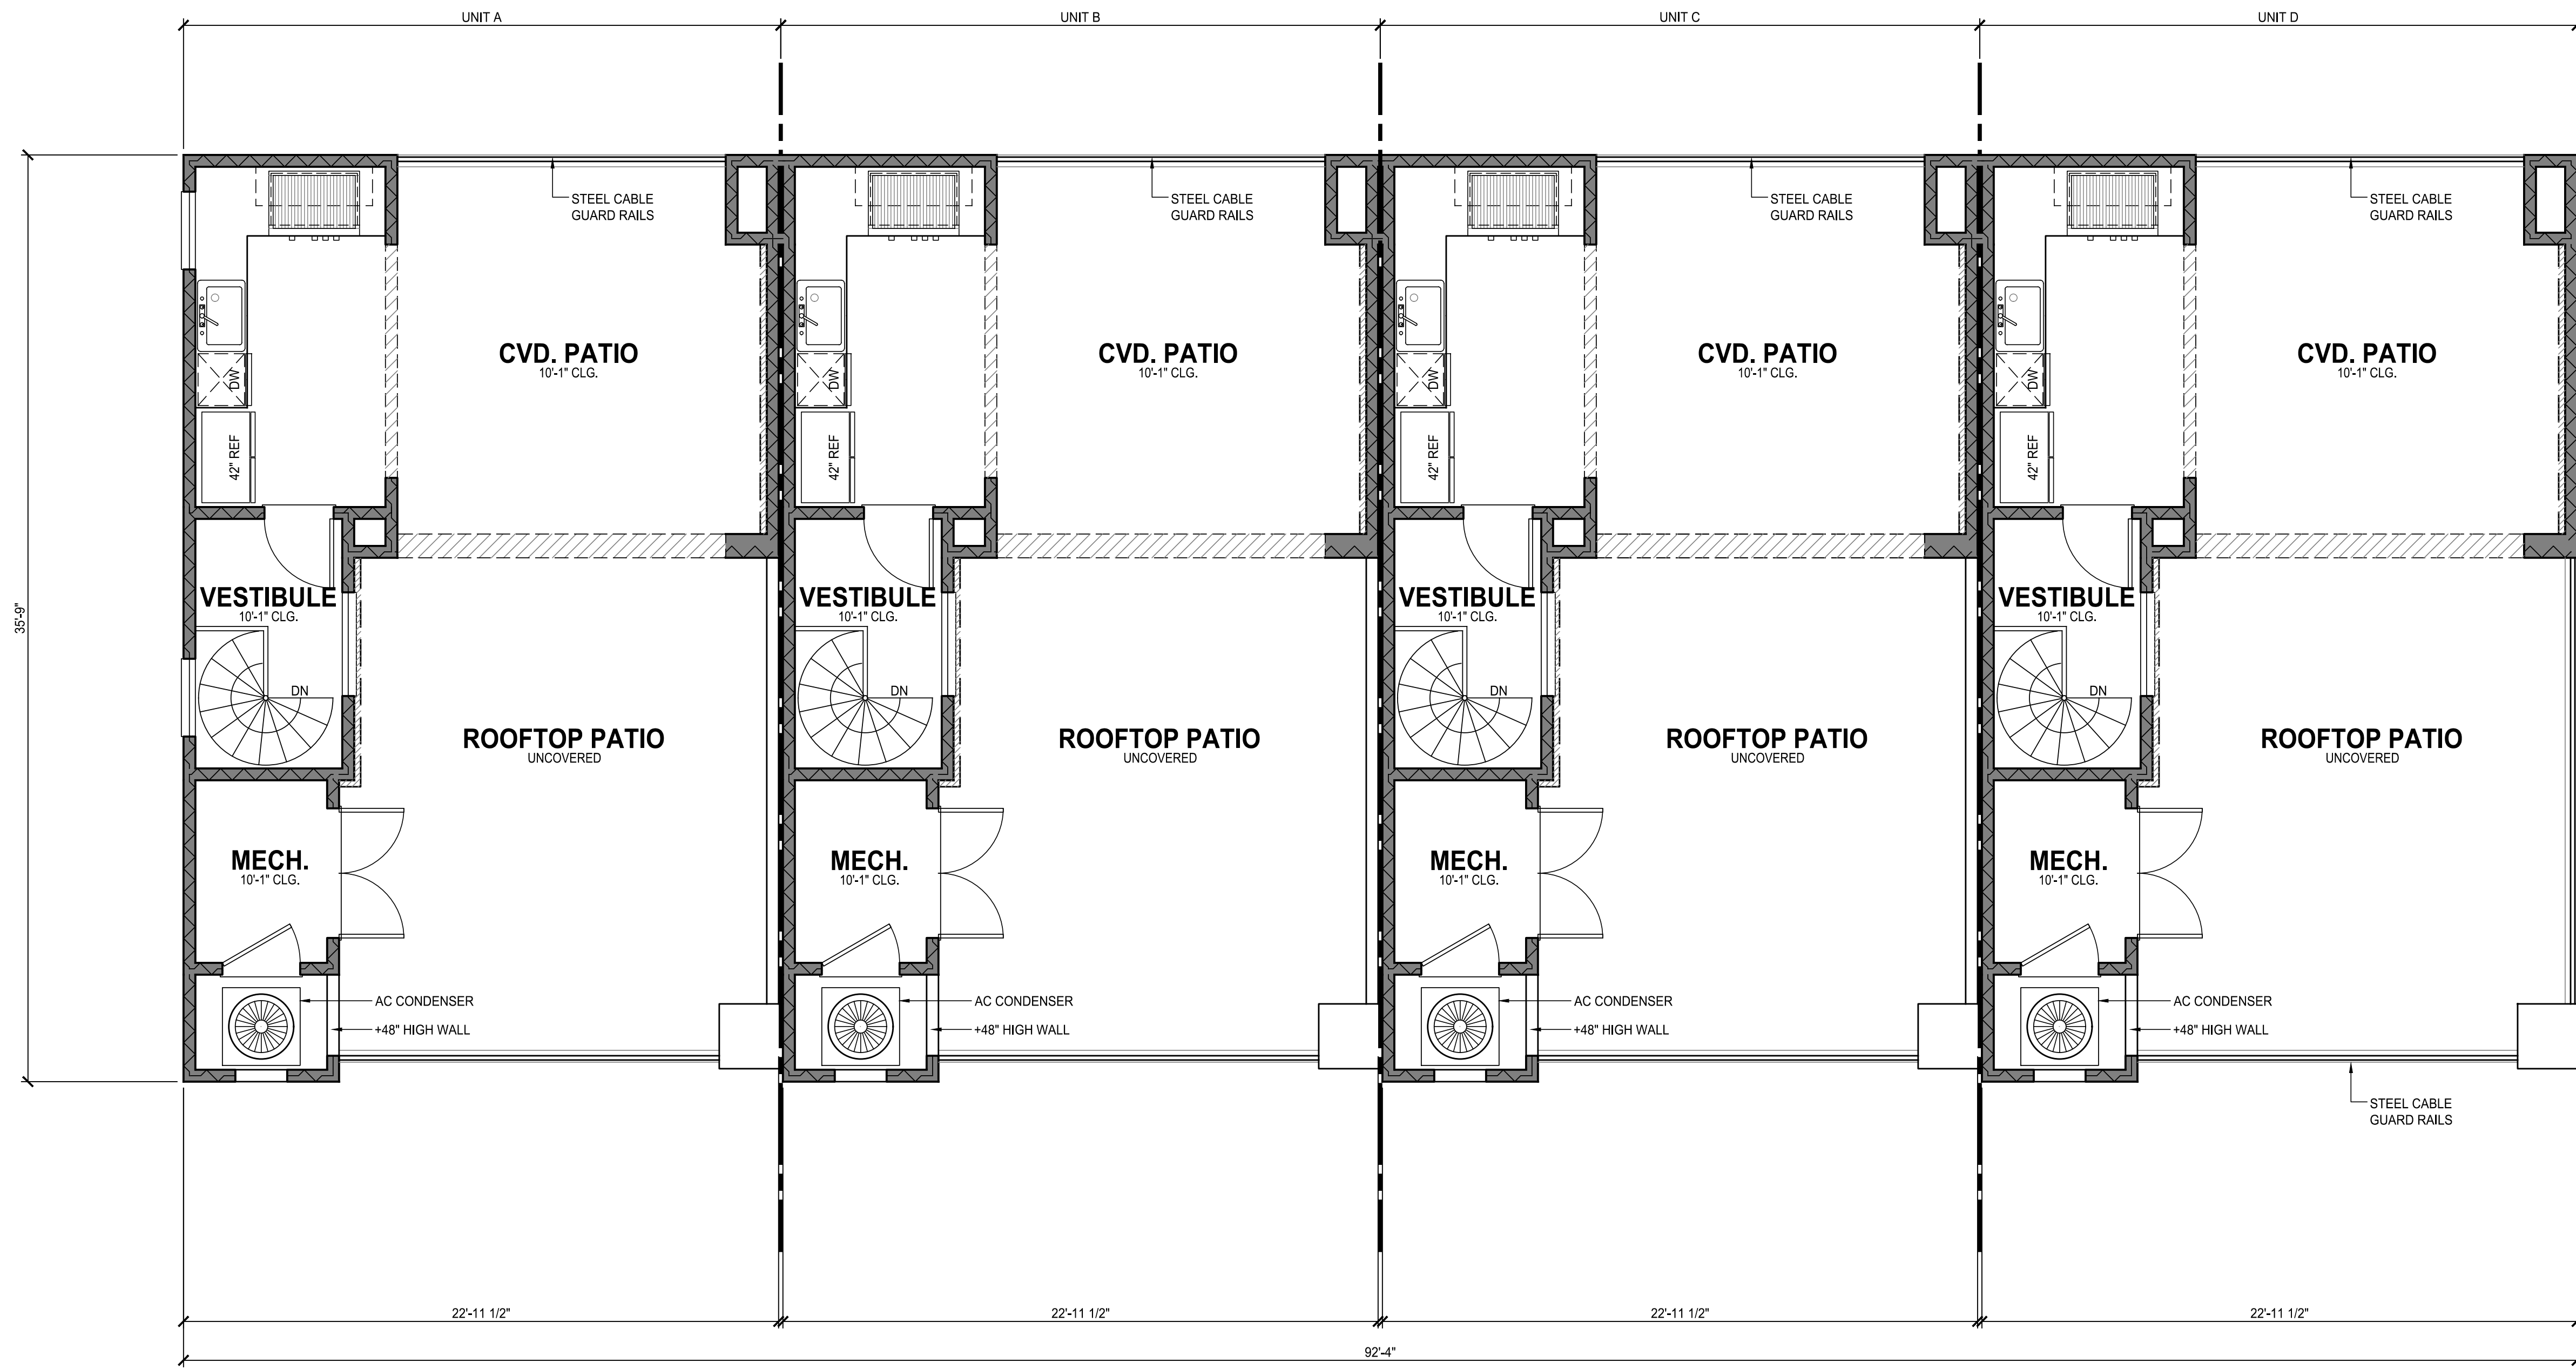 UNIT A
UNIT B
UNIT C
UNIT D
STEEL CABLE
GUARD RAILS
STEEL CABLE
GUARD RAILS
STEEL CABLE
GUARD RAILS
STEEL CABLE
GUARD RAILS
CVD. PATIO
10'-1" CLG.
CVD. PATIO
10'-1" CLG.
CVD. PATIO
10'-1" CLG.
CVD. PATIO
10'-1" CLG.
DW
DW
DW
DW
42" REF
42" REF
42" REF
42" REF
35'-9"
VESTIBULE
10'-1" CLG.
VESTIBULE
10'-1" CLG.
VESTIBULE
10'-1" CLG.
VESTIBULE
10'-1" CLG.
DN
DN
DN
DN
ROOFTOP PATIO
UNCOVERED
ROOFTOP PATIO
UNCOVERED
ROOFTOP PATIO
UNCOVERED
ROOFTOP PATIO
UNCOVERED
MECH.
10'-1" CLG.
MECH.
10'-1" CLG.
MECH.
10'-1" CLG.
MECH.
10'-1" CLG.
AC CONDENSER
+48" HIGH WALL
AC CONDENSER
+48" HIGH WALL
AC CONDENSER
+48" HIGH WALL
AC CONDENSER
+48" HIGH WALL
STEEL CABLE
GUARD RAILS
22'-11 1/2"
22'-11 1/2"
22'-11 1/2"
22'-11 1/2"
92'-4"